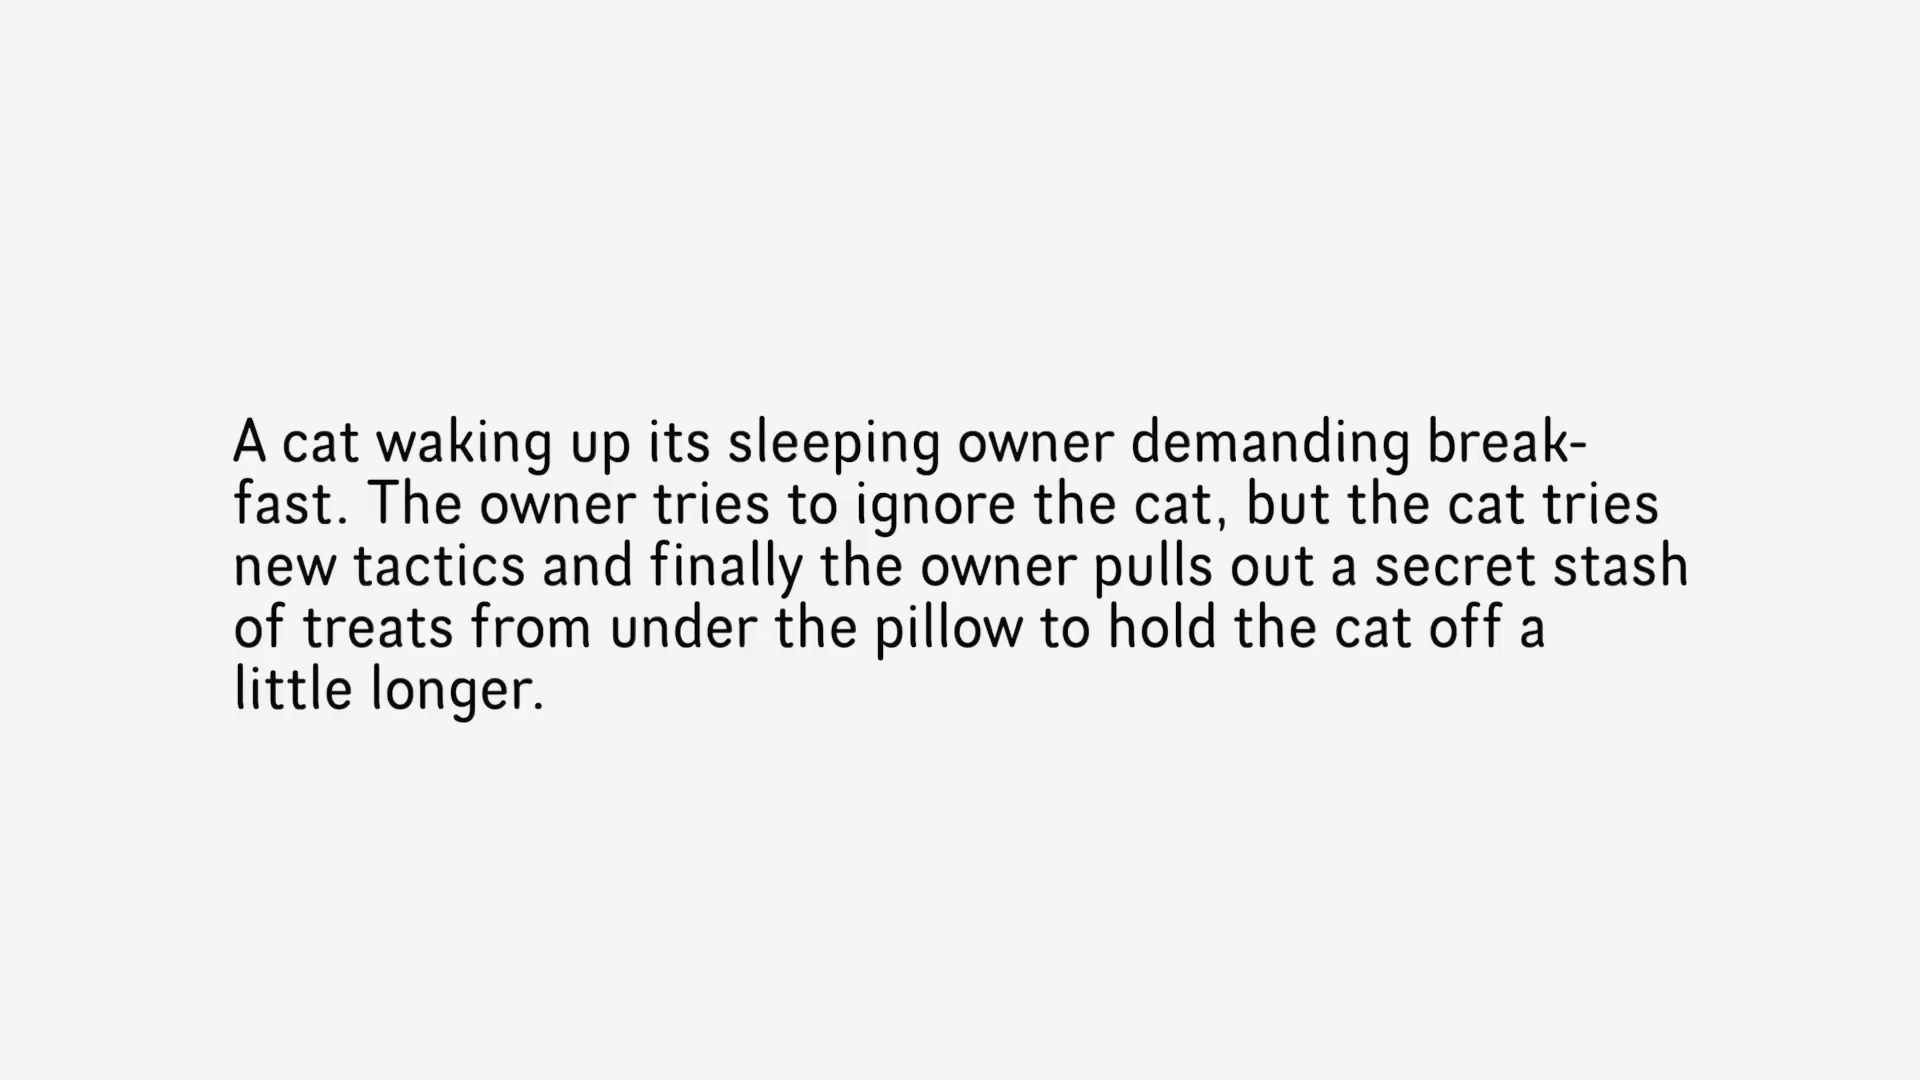 A cat waking up its sleeping owner demanding break-
fast. The owner tries to ignore the cat, but the cat tries
new tactics and finally the owner pulls out a secret stash
of treats from under the pillow to hold the cat off a
little longer.